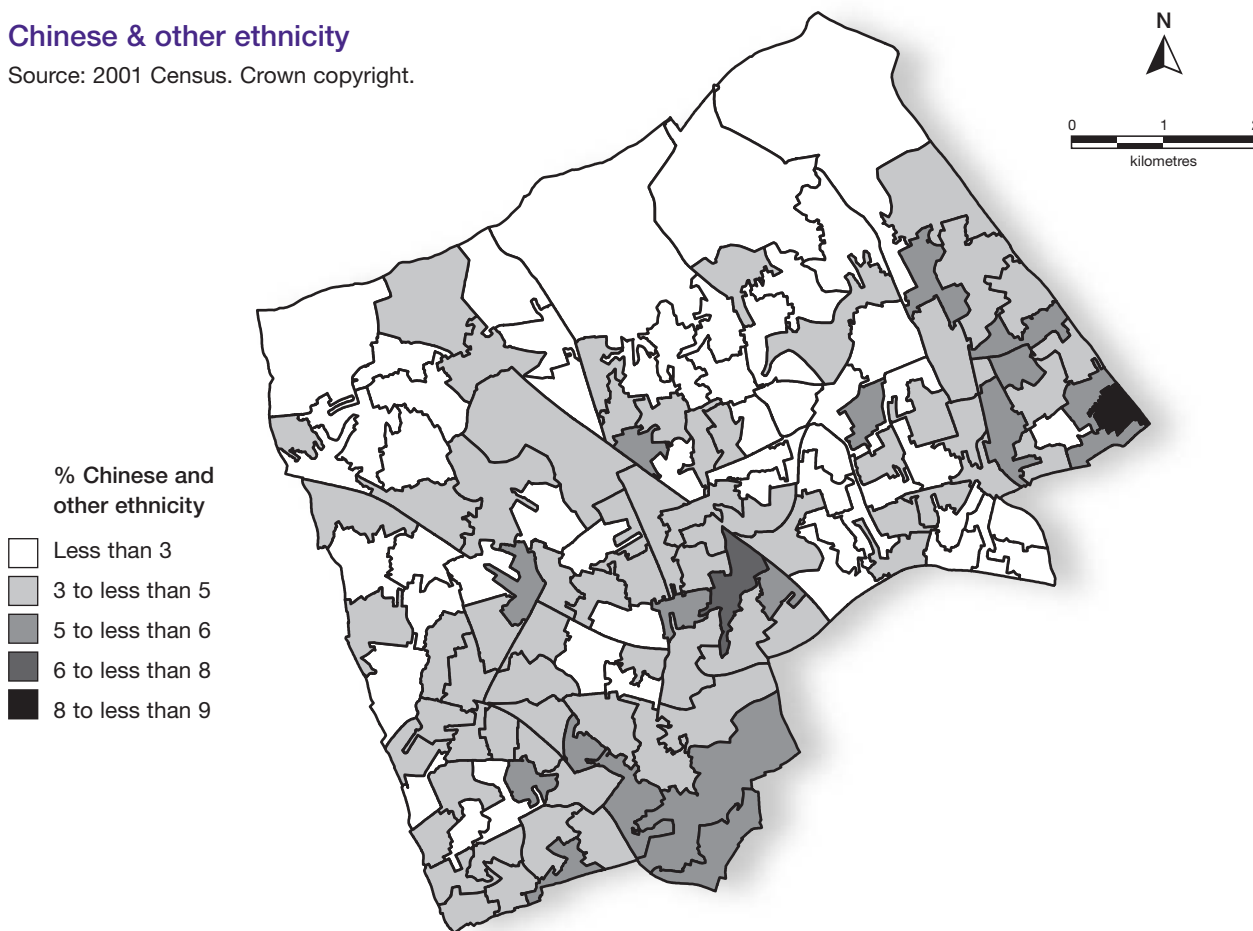 Chinese & other ethnicity
Source: 2001 Census. Crown copyright.
N
0 1 2
kilometres
% Chinese and
other ethnicity
Less than 3
3 to less than 5
5 to less than 6
6 to less than 8
8 to less than 9